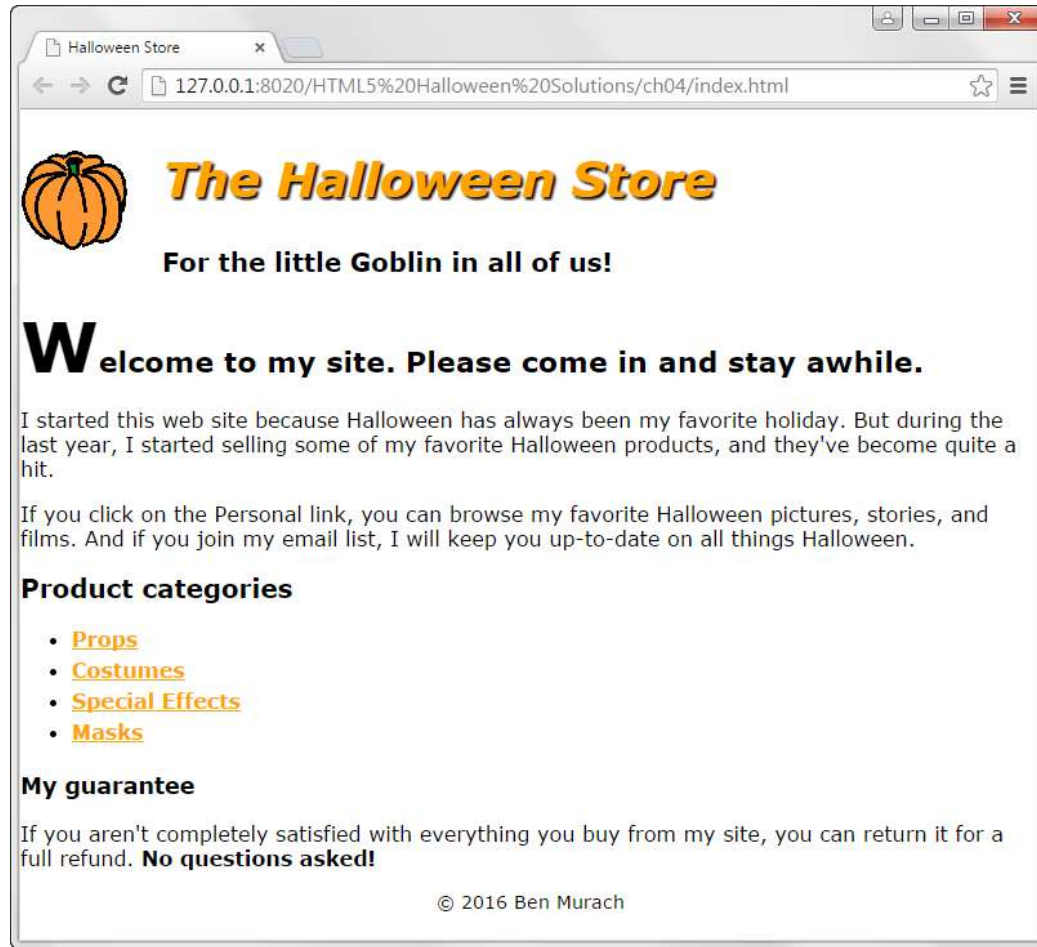 Halloween Store
127.0.0.1:8020/HTML5%20Halloween%20Solutions/ch04/index.html
The Halloween Store
For the little Goblin in all of us!
Welcome to my site. Please come in and stay awhile.
I started this web site because Halloween has always been my favorite holiday. But during the
last year, I started selling some of my favorite Halloween products, and they've become quite a
hit.
If you click on the Personal link, you can browse my favorite Halloween pictures, stories, and
films. And if you join my email list, I will keep you up-to-date on all things Halloween.
Product categories
• Props
• Costumes
• Special Effects
• Masks
My guarantee
If you aren't completely satisfied with everything you buy from my site, you can return it for a
full refund. No questions asked!
© 2016 Ben Murach